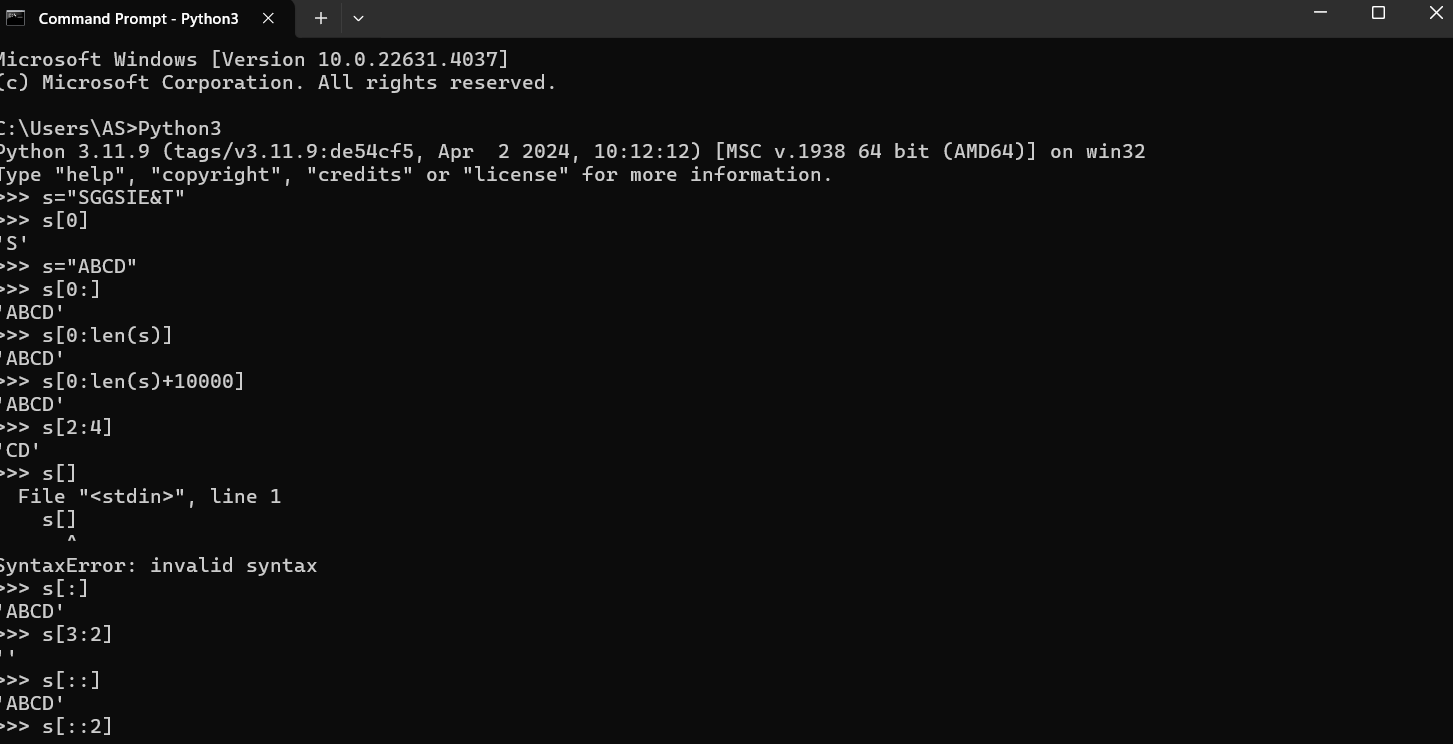 Command Prompt - Python3
Microsoft Windows [Version 10.0.22631.4037]
(c) Microsoft Corporation. All rights reserved.
C:\Users\AS>Python3
Python 3.11.9 (tags/v3.11.9:de54cf5, Apr  2 2024, 10:12:12) [MSC v.1938 64 bit (AMD64)] on win32
Type "help", "copyright", "credits" or "license" for more information.
>>> s="SGGSIE&T"
>>> s[0]
'S'
>>> s="ABCD"
>>> s[0:]
'ABCD'
>>> s[0:len(s)]
'ABCD'
>>> s[0:len(s)+10000]
'ABCD'
>>> s[2:4]
'CD'
>>> s[]
  File "<stdin>", line 1
    s[]
      ^
SyntaxError: invalid syntax
>>> s[:]
'ABCD'
>>> s[3:2]
''
>>> s[::]
'ABCD'
>>> s[::2]